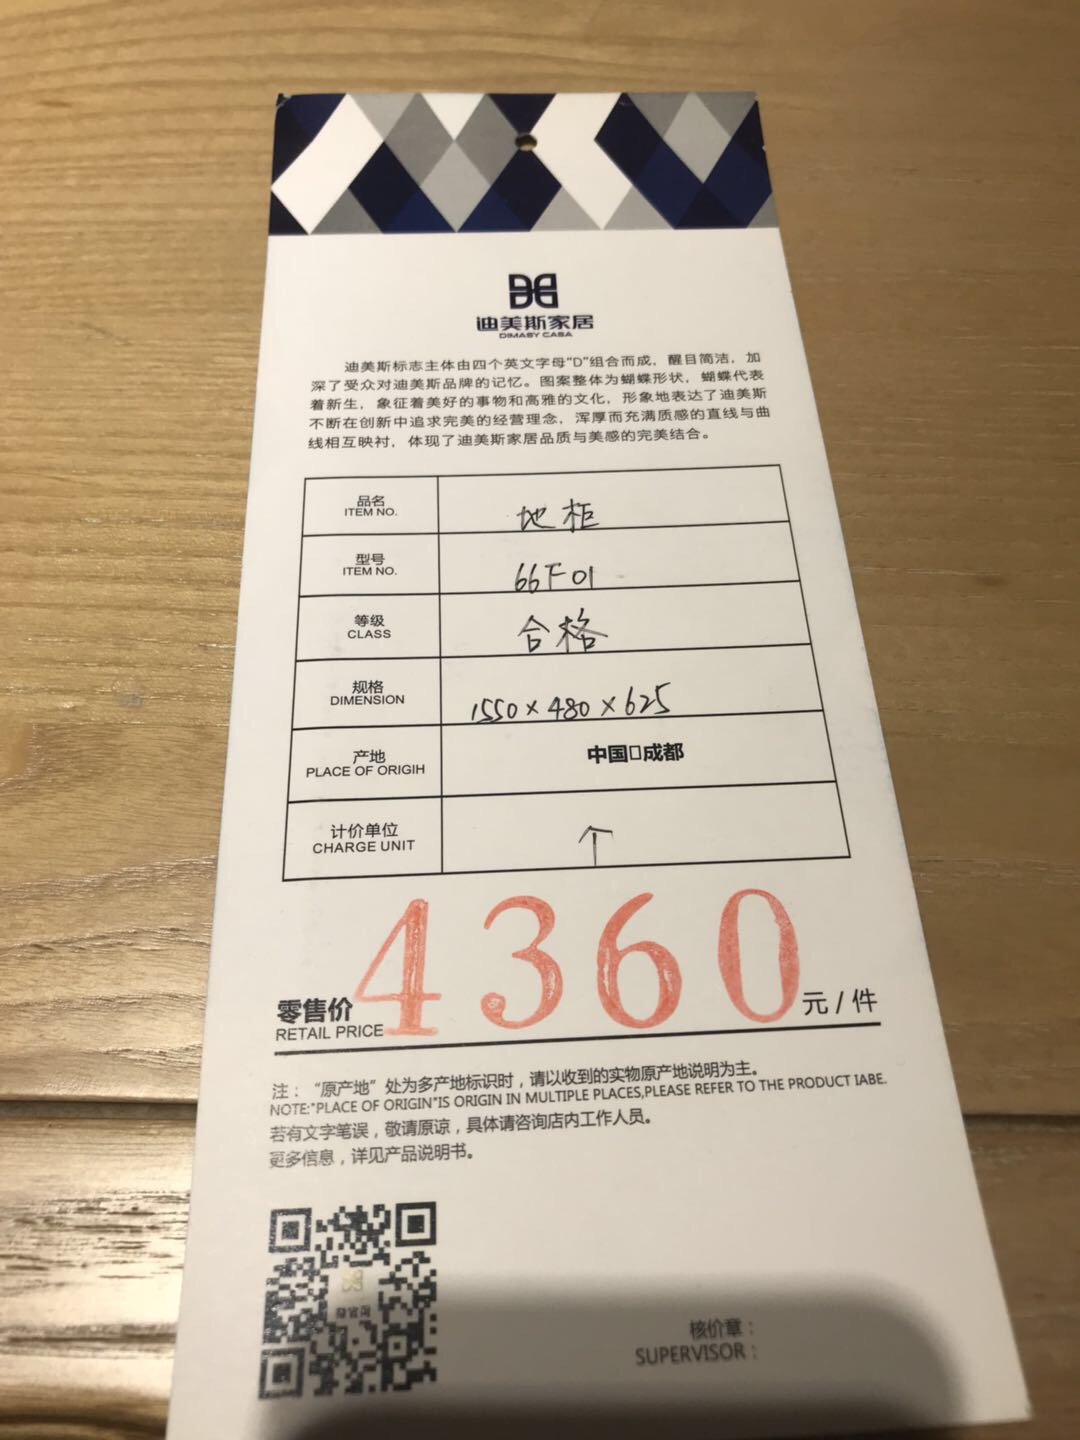 迪美斯家居
DIMASY CASA
迪美斯标志主体由四个英文字母“D”组合而成，醒目简洁，加
深了受众对迪美斯品牌的记忆。图案整体为蝴蝶形状，蝴蝶代表
着新生，象征着美好的事物和高雅的文化，形象地表达了迪美斯
不断在创新中追求完美的经营理念，浑厚而充满质感的直线与曲
线相互映衬，体现了迪美斯家居品质与美感的完美结合。
品名
ITEM NO.
地柜
型号
ITEM NO.
66F01
等级
CLASS
合格
规格
DIMENSION
1550×480×625
产地
PLACE OF ORIGIH
中国▯成都
计价单位
CHARGE UNIT
个
零售价
RETAIL PRICE
4360
元/件
注：“原产地”处为多产地标识时，请以收到的实物原产地说明为主。
NOTE:"PLACE OF ORIGIN"IS ORIGIN IN MULTIPLE PLACES,PLEASE REFER TO THE PRODUCT IABE.
若有文字笔误，敬请原谅，具体请咨询店内工作人员。
更多信息，详见产品说明书。
核价章：
SUPERVISOR：